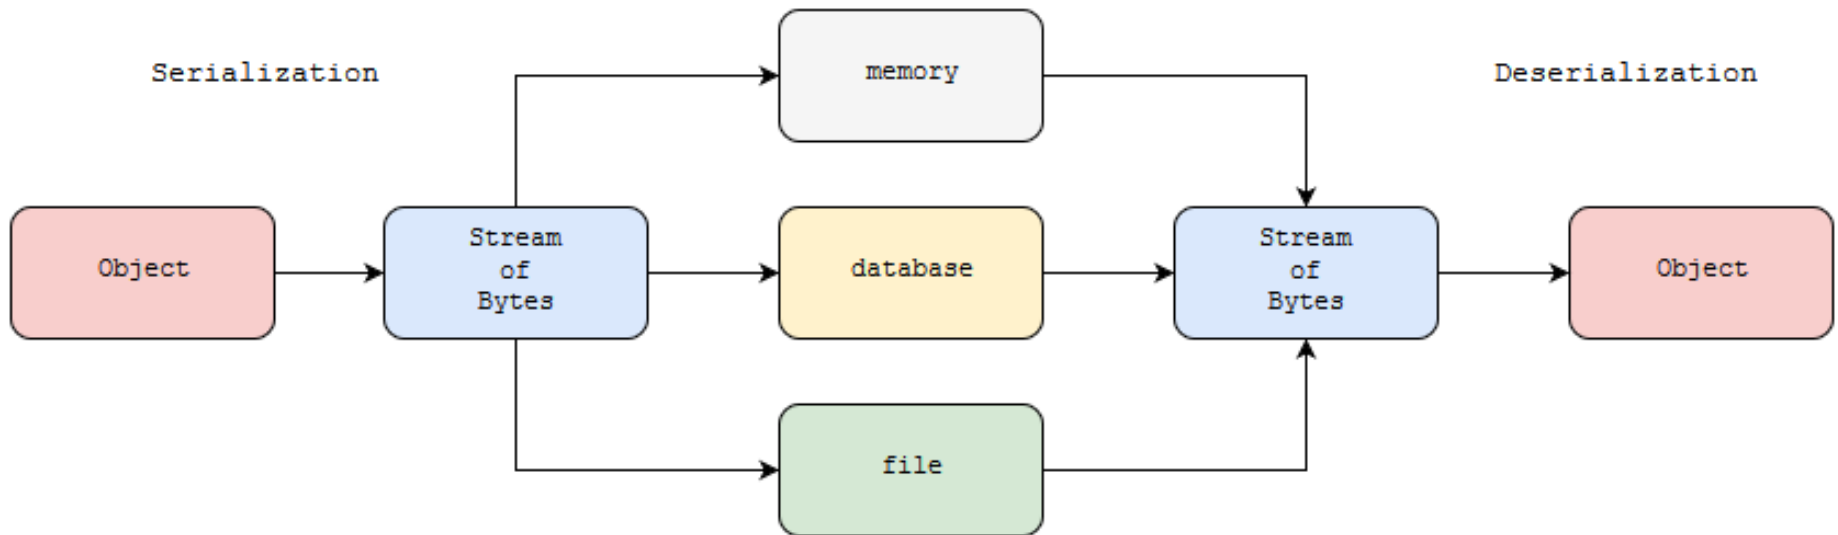 Serialization
memory
Deserialization
Object
Stream
of
Bytes
database
Stream
of
Bytes
Object
file